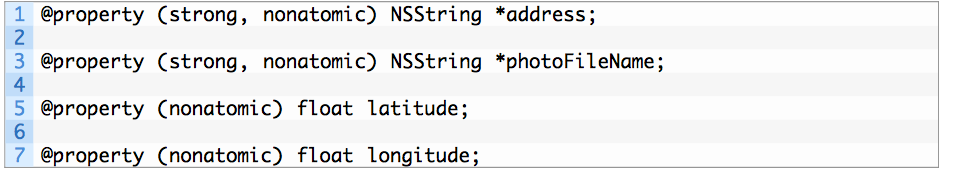 1 @property (strong, nonatomic) NSString *address;
2
3 @property (strong, nonatomic) NSString *photoFileName;
4
5 @property (nonatomic) float latitude;
6
7 @property (nonatomic) float longitude;